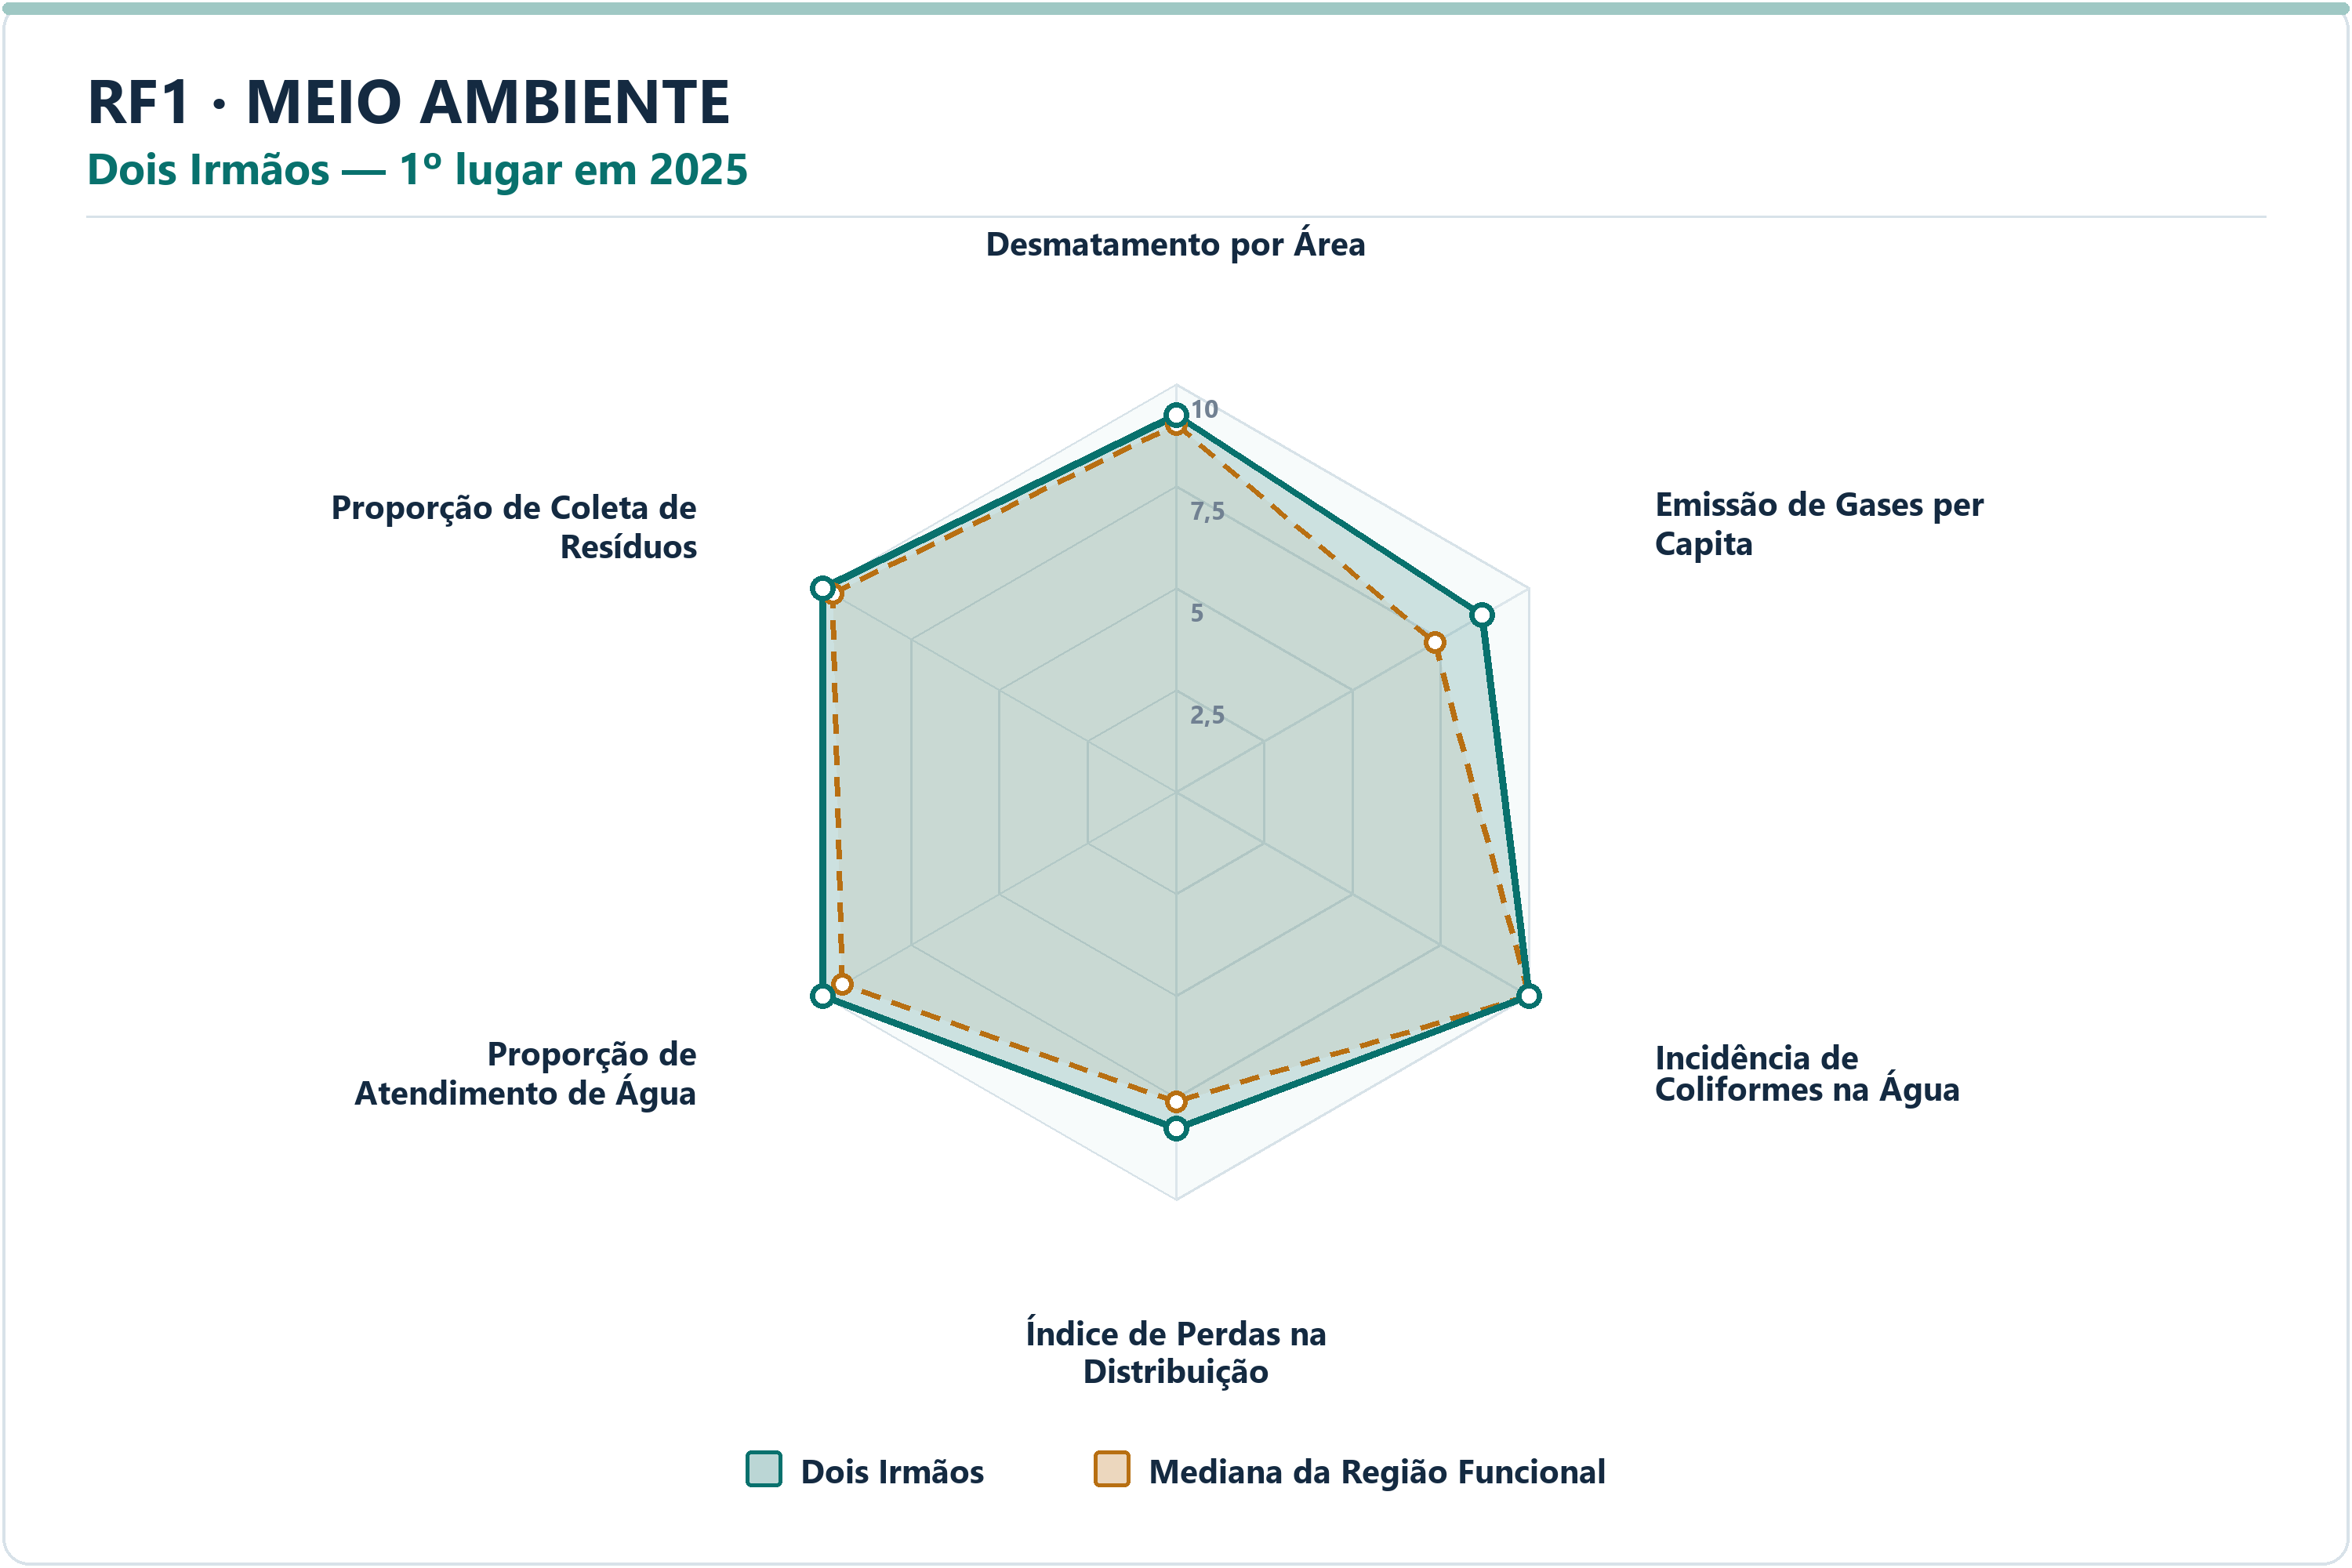 RF1 · MEIO AMBIENTE
Dois Irmãos — 1º lugar em 2025
Desmatamento por Área
10
7,5
5
2,5
Proporção de Coleta de
Resíduos
Emissão de Gases per
Capita
Proporção de
Atendimento de Água
Incidência de
Coliformes na Água
Índice de Perdas na
Distribuição
Dois Irmãos
Mediana da Região Funcional